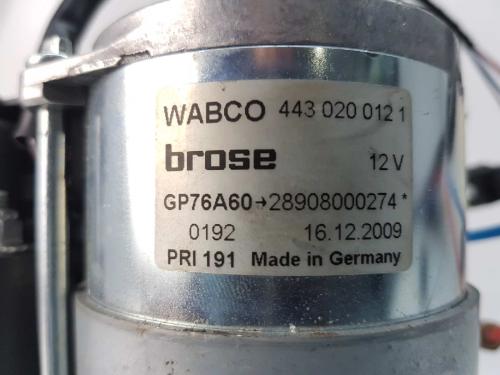 WABCO 443 020 012 1
brose 12 V
GP76A60→28908000274*
0192 16.12.2009
PRI 191 Made in Germany